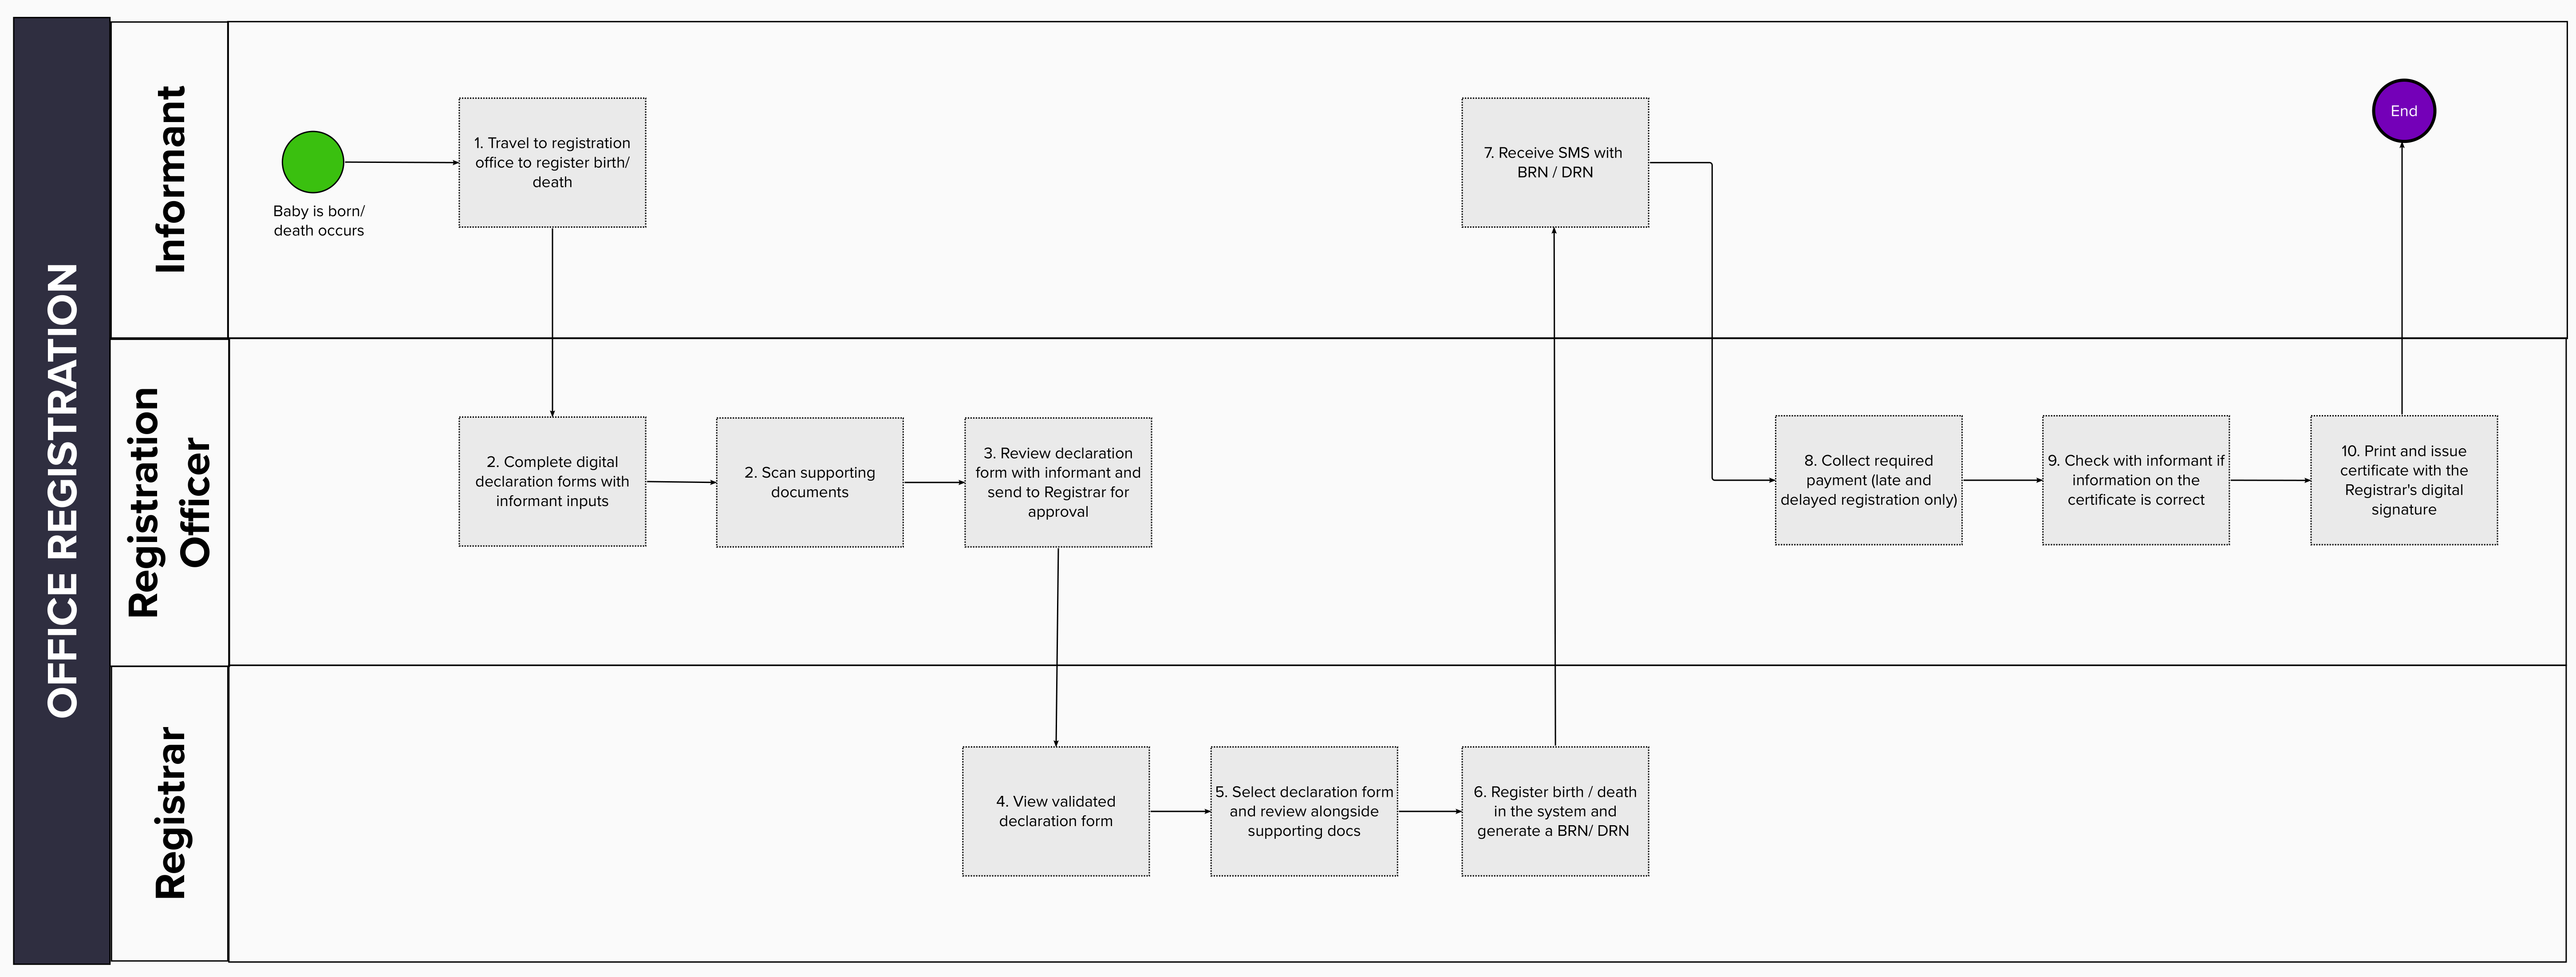 OFFICE REGISTRATION
Informant
Baby is born/
death occurs
1. Travel to registration
office to register birth/
death
7. Receive SMS with
BRN / DRN
End
Registration
Officer
2. Complete digital
declaration forms with
informant inputs
2. Scan supporting
documents
3. Review declaration
form with informant and
send to Registrar for
approval
8. Collect required
payment (late and
delayed registration only)
9. Check with informant if
information on the
certificate is correct
10. Print and issue
certificate with the
Registrar's digital
signature
Registrar
4. View validated
declaration form
5. Select declaration form
and review alongside
supporting docs
6. Register birth / death
in the system and
generate a BRN/ DRN